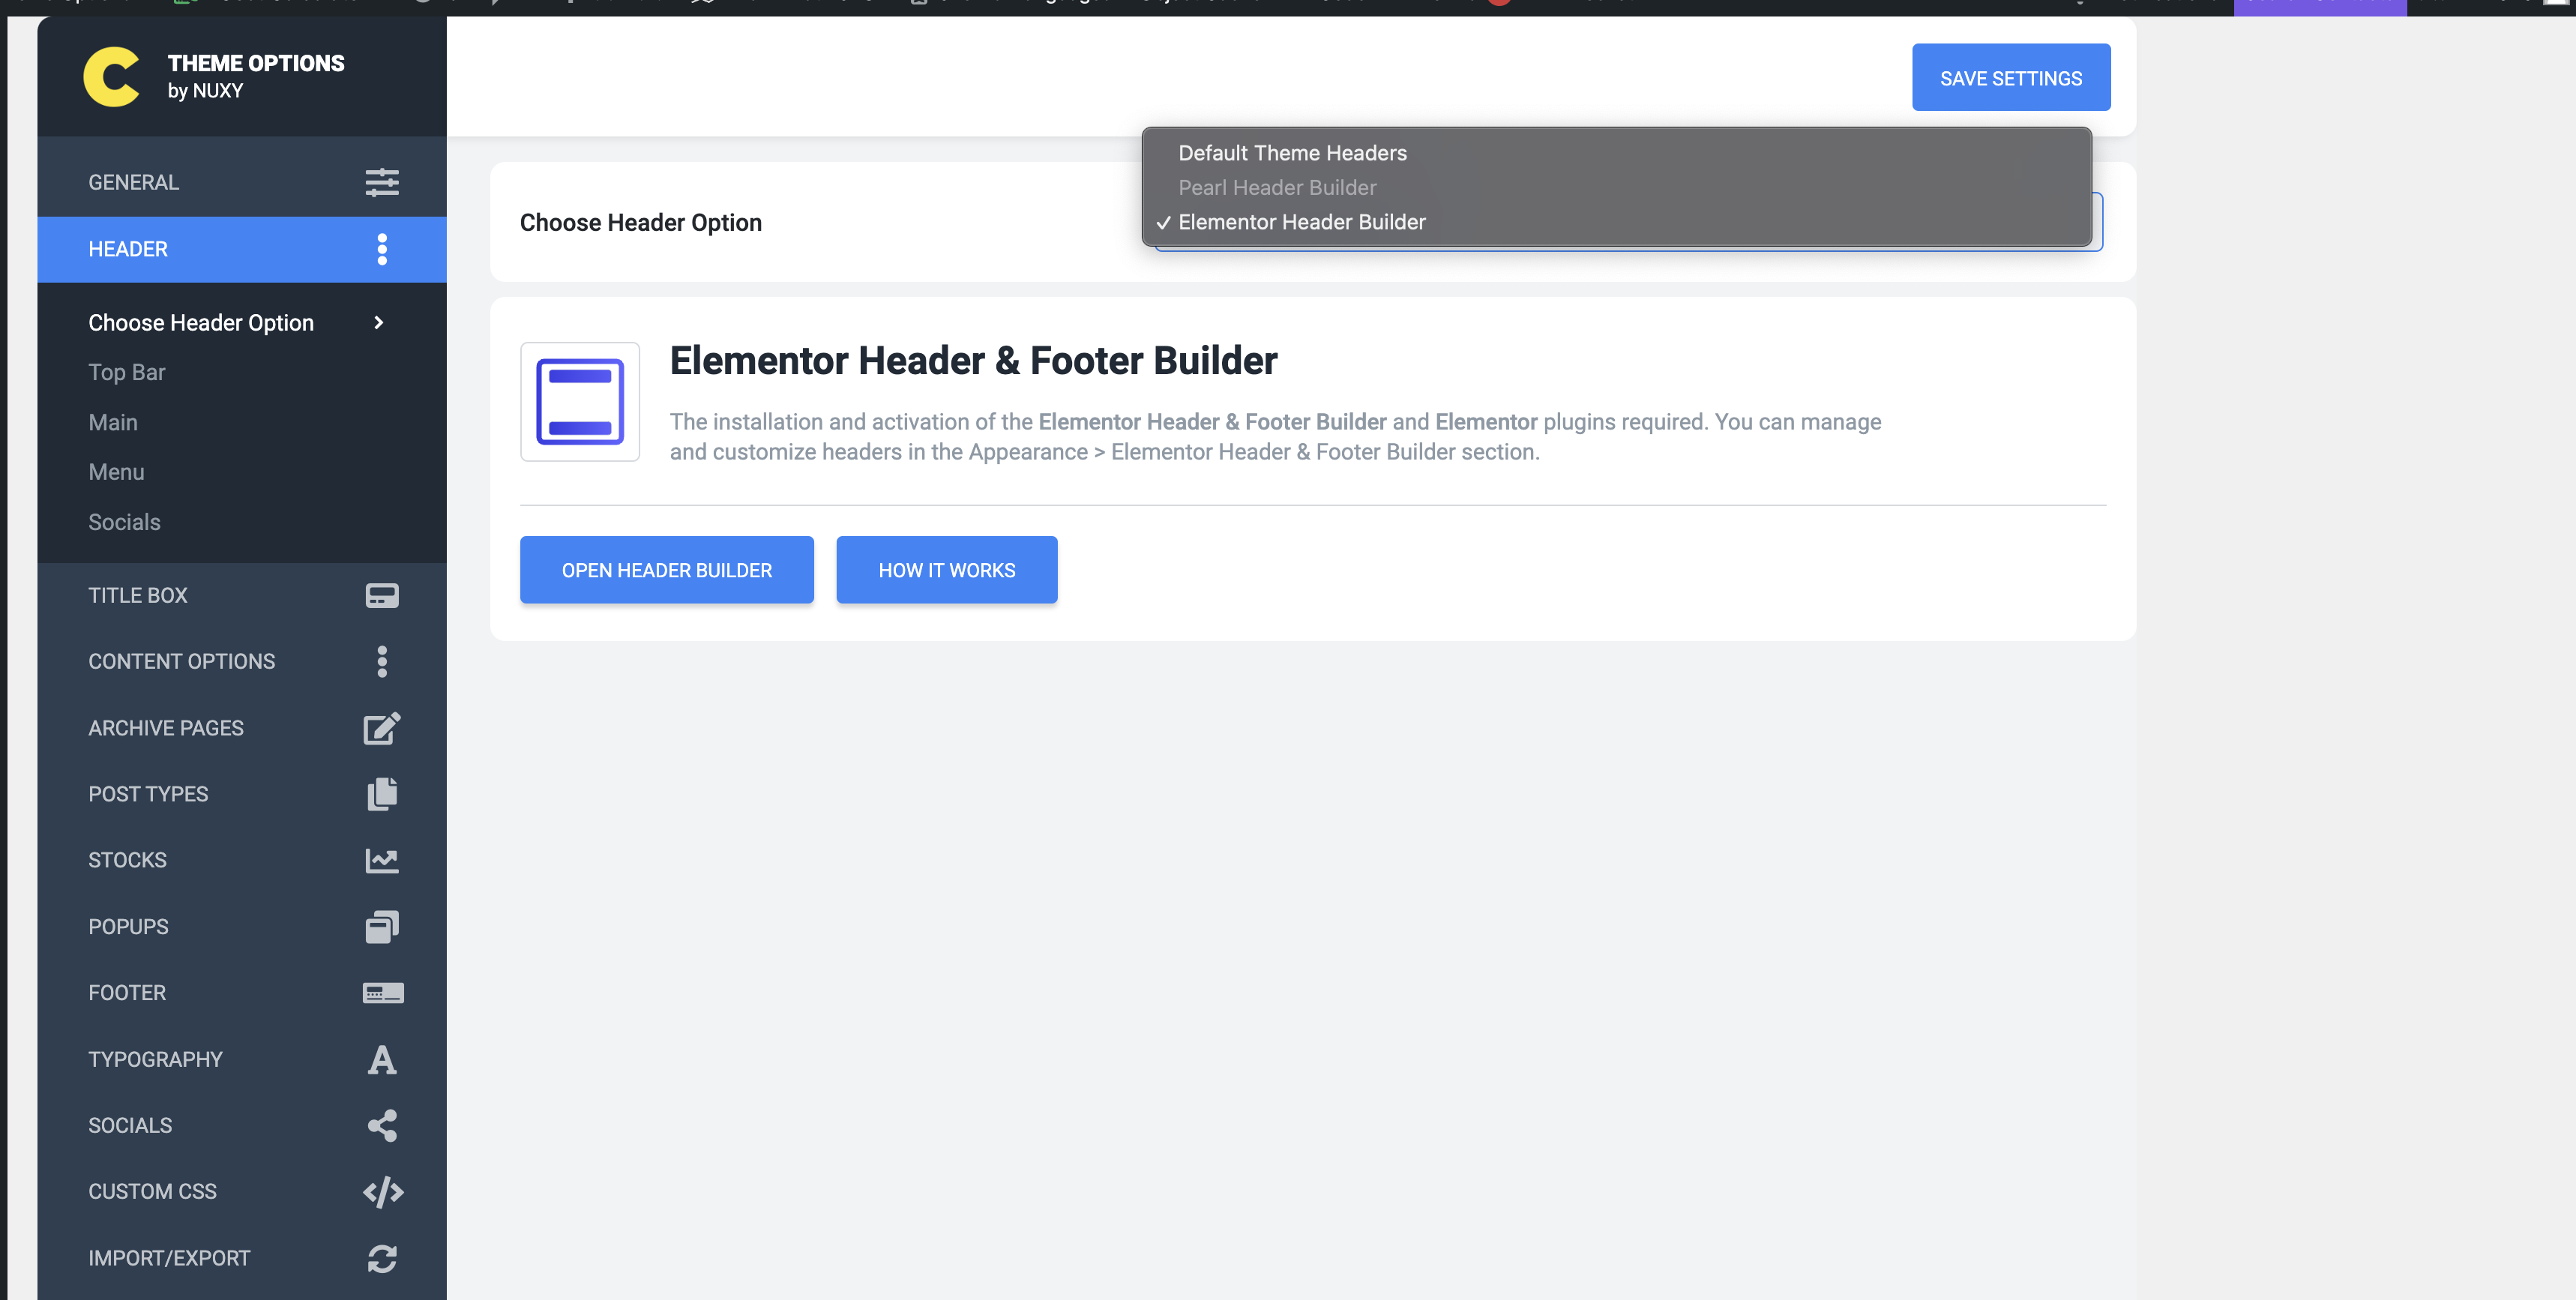 THEME OPTIONS
by NUXY
SAVE SETTINGS
GENERAL
HEADER
Choose Header Option
Top Bar
Main
Menu
Socials
TITLE BOX
CONTENT OPTIONS
ARCHIVE PAGES
POST TYPES
STOCKS
POPUPS
FOOTER
TYPOGRAPHY
SOCIALS
CUSTOM CSS
IMPORT/EXPORT
Choose Header Option
Default Theme Headers
Pearl Header Builder
✓ Elementor Header Builder
Elementor Header & Footer Builder
The installation and activation of the Elementor Header & Footer Builder and Elementor plugins required. You can manage
and customize headers in the Appearance > Elementor Header & Footer Builder section.
OPEN HEADER BUILDER
HOW IT WORKS